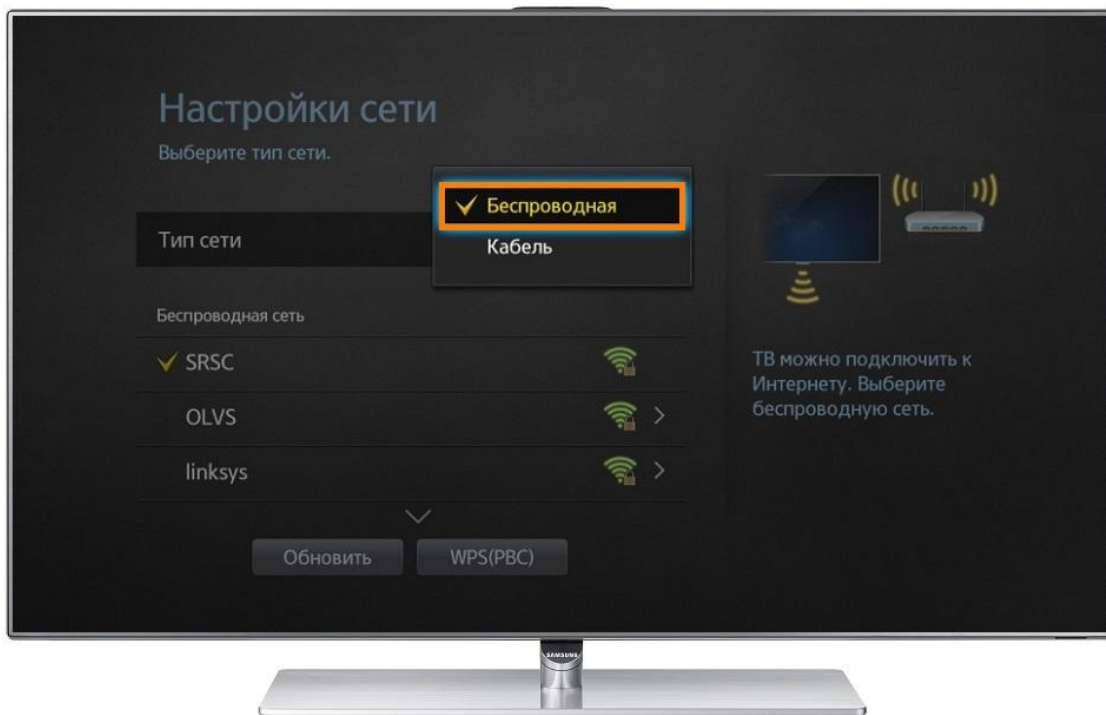 Настройки сети
Выберите тип сети.
Тип сети
Беспроводная
Кабель
Беспроводная сеть
SRSC
OLVS
linksys
Обновить
WPS(PBC)
ТВ можно подключить к
Интернету. Выберите
беспроводную сеть.
SAMSUNG